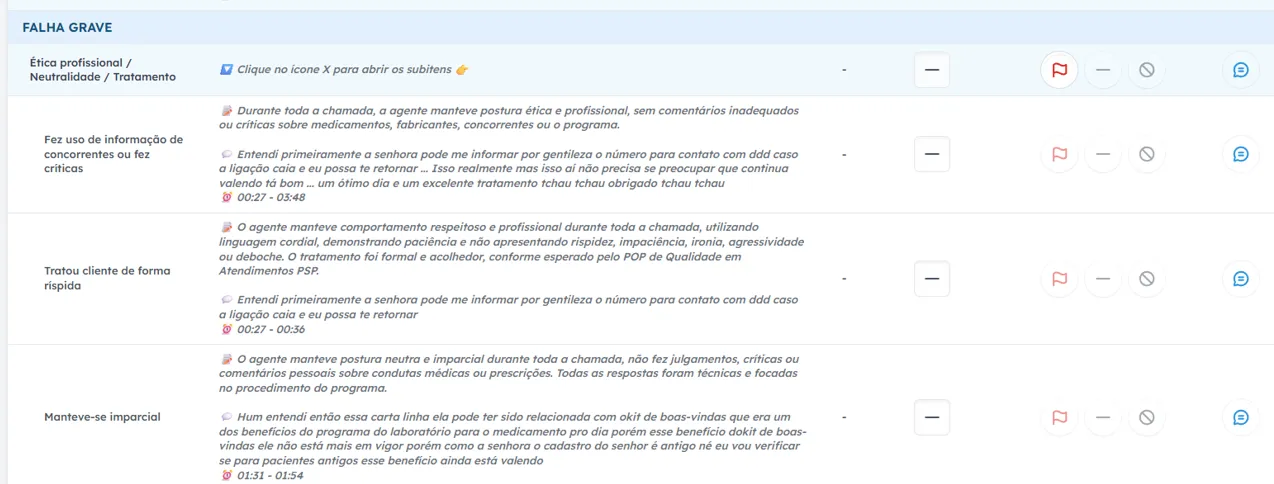 FALHA GRAVE
Ética profissional /
Neutralidade / Tratamento
Clique no ícone X para abrir os subitens
-
Fez uso de informação de
concorrentes ou fez
críticas
Durante toda a chamada, a agente manteve postura ética e profissional, sem comentários inadequados
ou críticas sobre medicamentos, fabricantes, concorrentes ou o programa.
Entendi primeiramente a senhora pode me informar por gentileza o número para contato com ddd caso
a ligação caia e eu possa te retornar ... Isso realmente mas isso aí não precisa se preocupar que continua
valendo tá bom ... um ótimo dia e um excelente tratamento tchau tchau obrigado tchau tchau
00:27 - 03:48
-
Tratou cliente de forma
ríspida
O agente manteve comportamento respeitoso e profissional durante toda a chamada, utilizando
linguagem cordial, demonstrando paciência e não apresentando rispidez, impaciência, ironia, agressividade
ou deboche. O tratamento foi formal e acolhedor, conforme esperado pelo POP de Qualidade em
Atendimentos PSP.
Entendi primeiramente a senhora pode me informar por gentileza o número para contato com ddd caso
a ligação caia e eu possa te retornar
00:27 - 00:36
-
Manteve-se imparcial
O agente manteve postura neutra e imparcial durante toda a chamada, não fez julgamentos, críticas ou
comentários pessoais sobre condutas médicas ou prescrições. Todas as respostas foram técnicas e focadas
no procedimento do programa.
Hum entendi então essa carta linha ela pode ter sido relacionada com okit de boas-vindas que era um
dos benefícios do programa do laboratório para o medicamento pro dia porém esse benefício dokit de boas-
vindas ele não está mais em vigor porém como a senhora o cadastro do senhor é antigo né eu vou verificar
se para pacientes antigos esse benefício ainda está valendo
01:31 - 01:54
-